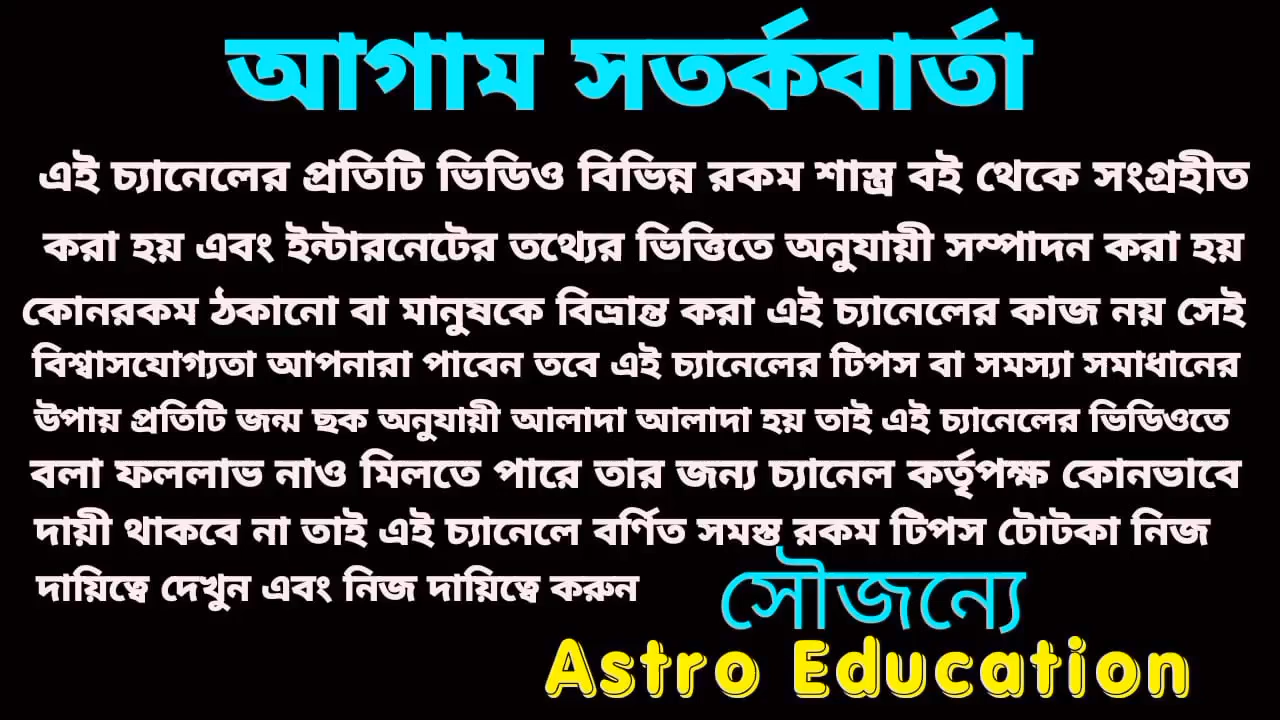 আগাম সতর্কবার্তা
এই চ্যানেলের প্রতিটি ভিডিও বিভিন্ন রকম শাস্ত্র বই থেকে সংগ্রহীত
করা হয় এবং ইন্টারনেটের তথ্যের ভিত্তিতে অনুযায়ী সম্পাদন করা হয়
কোনরকম ঠকানো বা মানুষকে বিভ্রান্ত করা এই চ্যানেলের কাজ নয় সেই
বিশ্বাসযোগ্যতা আপনারা পাবেন তবে এই চ্যানেলের টিপস বা সমস্যা সমাধানের
উপায় প্রতিটি জন্ম ছক অনুযায়ী আলাদা আলাদা হয় তাই এই চ্যানেলের ভিডিওতে
বলা ফললাভ নাও মিলতে পারে তার জন্য চ্যানেল কর্তৃপক্ষ কোনভাবে
দায়ী থাকবে না তাই এই চ্যানেলে বর্ণিত সমস্ত রকম টিপস টোটকা নিজ
দায়িত্বে দেখুন এবং নিজ দায়িত্বে করুন
সৌজন্যে
Astro Education